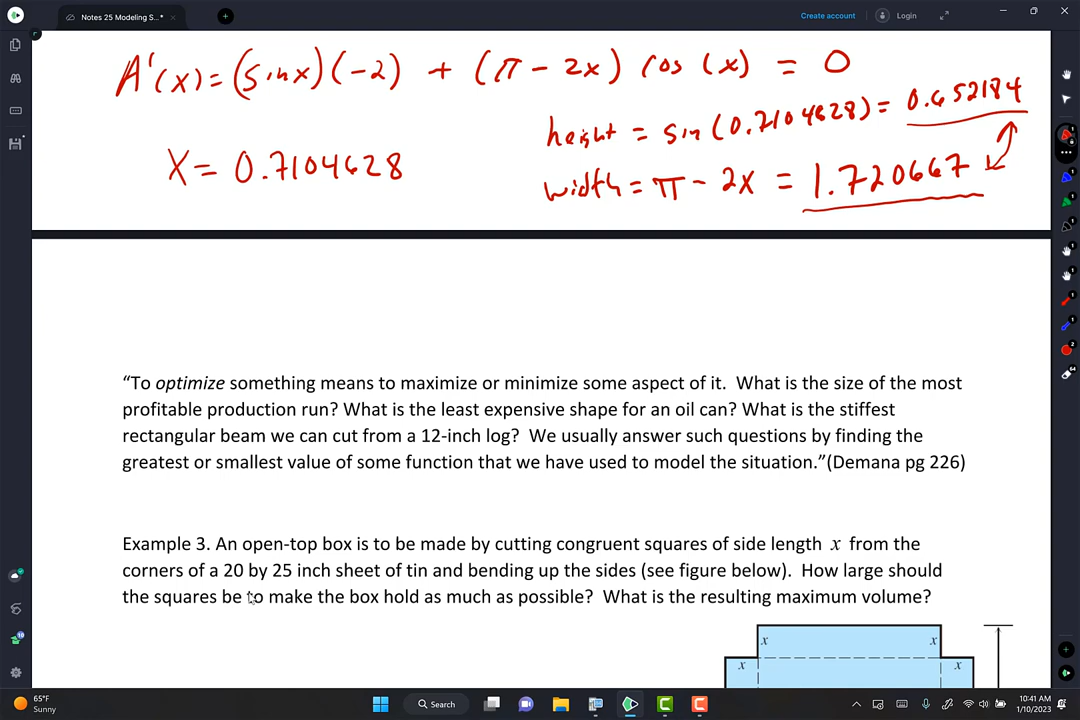 Notes 25 Modeling S...*
Create account
Login
A'(x) = (sin x)(-2) + (π - 2x) cos(x) = 0
height = sin(0.7104628) = 0.652184
x = 0.7104628
width = π - 2x = 1.720667
“To optimize something means to maximize or minimize some aspect of it. What is the size of the most
profitable production run? What is the least expensive shape for an oil can? What is the stiffest
rectangular beam we can cut from a 12-inch log? We usually answer such questions by finding the
greatest or smallest value of some function that we have used to model the situation.”(Demana pg 226)
Example 3. An open-top box is to be made by cutting congruent squares of side length x from the
corners of a 20 by 25 inch sheet of tin and bending up the sides (see figure below). How large should
the squares be to make the box hold as much as possible? What is the resulting maximum volume?
x x
x x
65°F
Sunny
Search
10:41 AM
1/10/2023